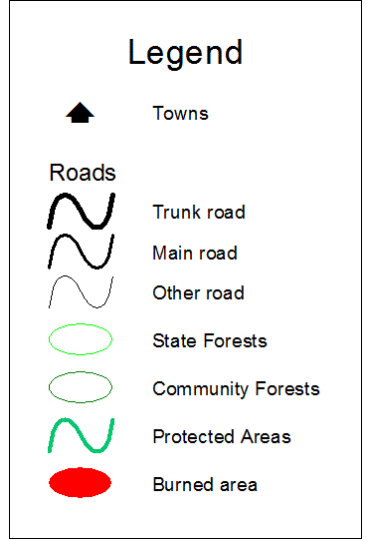 Legend
Towns
Roads
Trunk road
Main road
Other road
State Forests
Community Forests
Protected Areas
Burned area